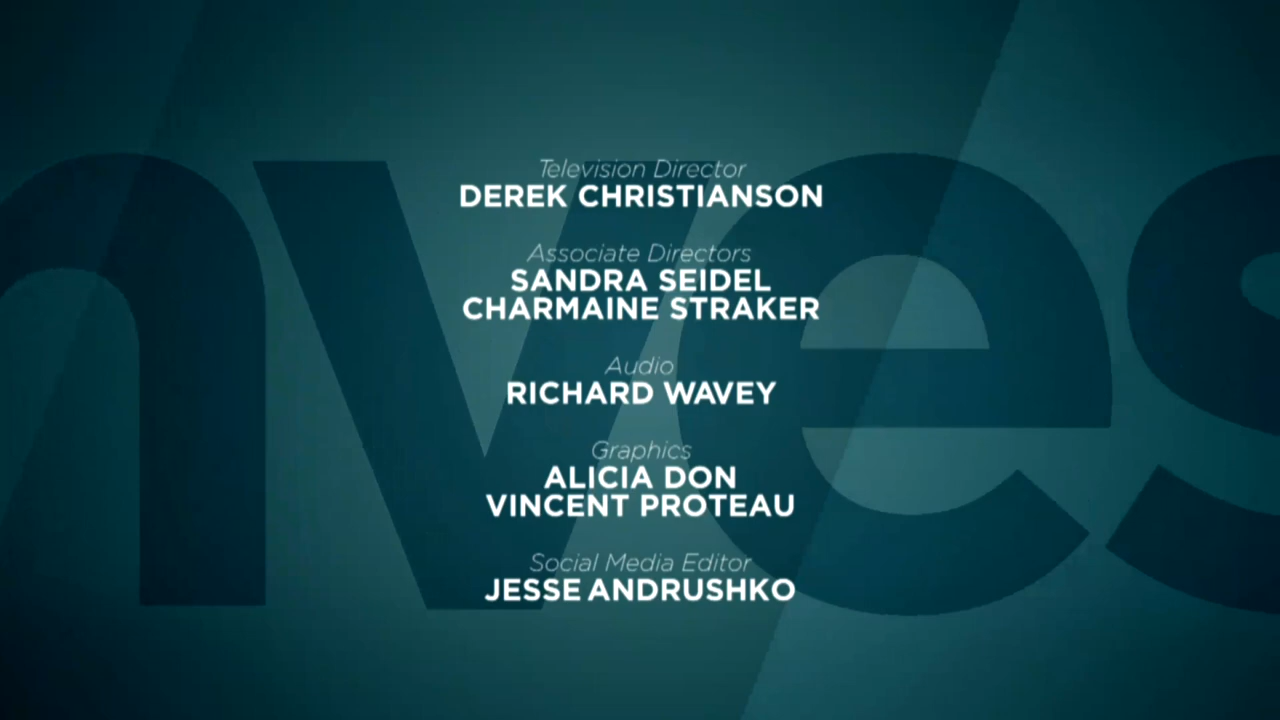 nves
Television Director
DEREK CHRISTIANSON
Associate Directors
SANDRA SEIDEL
CHARMAINE STRAKER
Audio
RICHARD WAVEY
Graphics
ALICIA DON
VINCENT PROTEAU
Social Media Editor
JESSE ANDRUSHKO